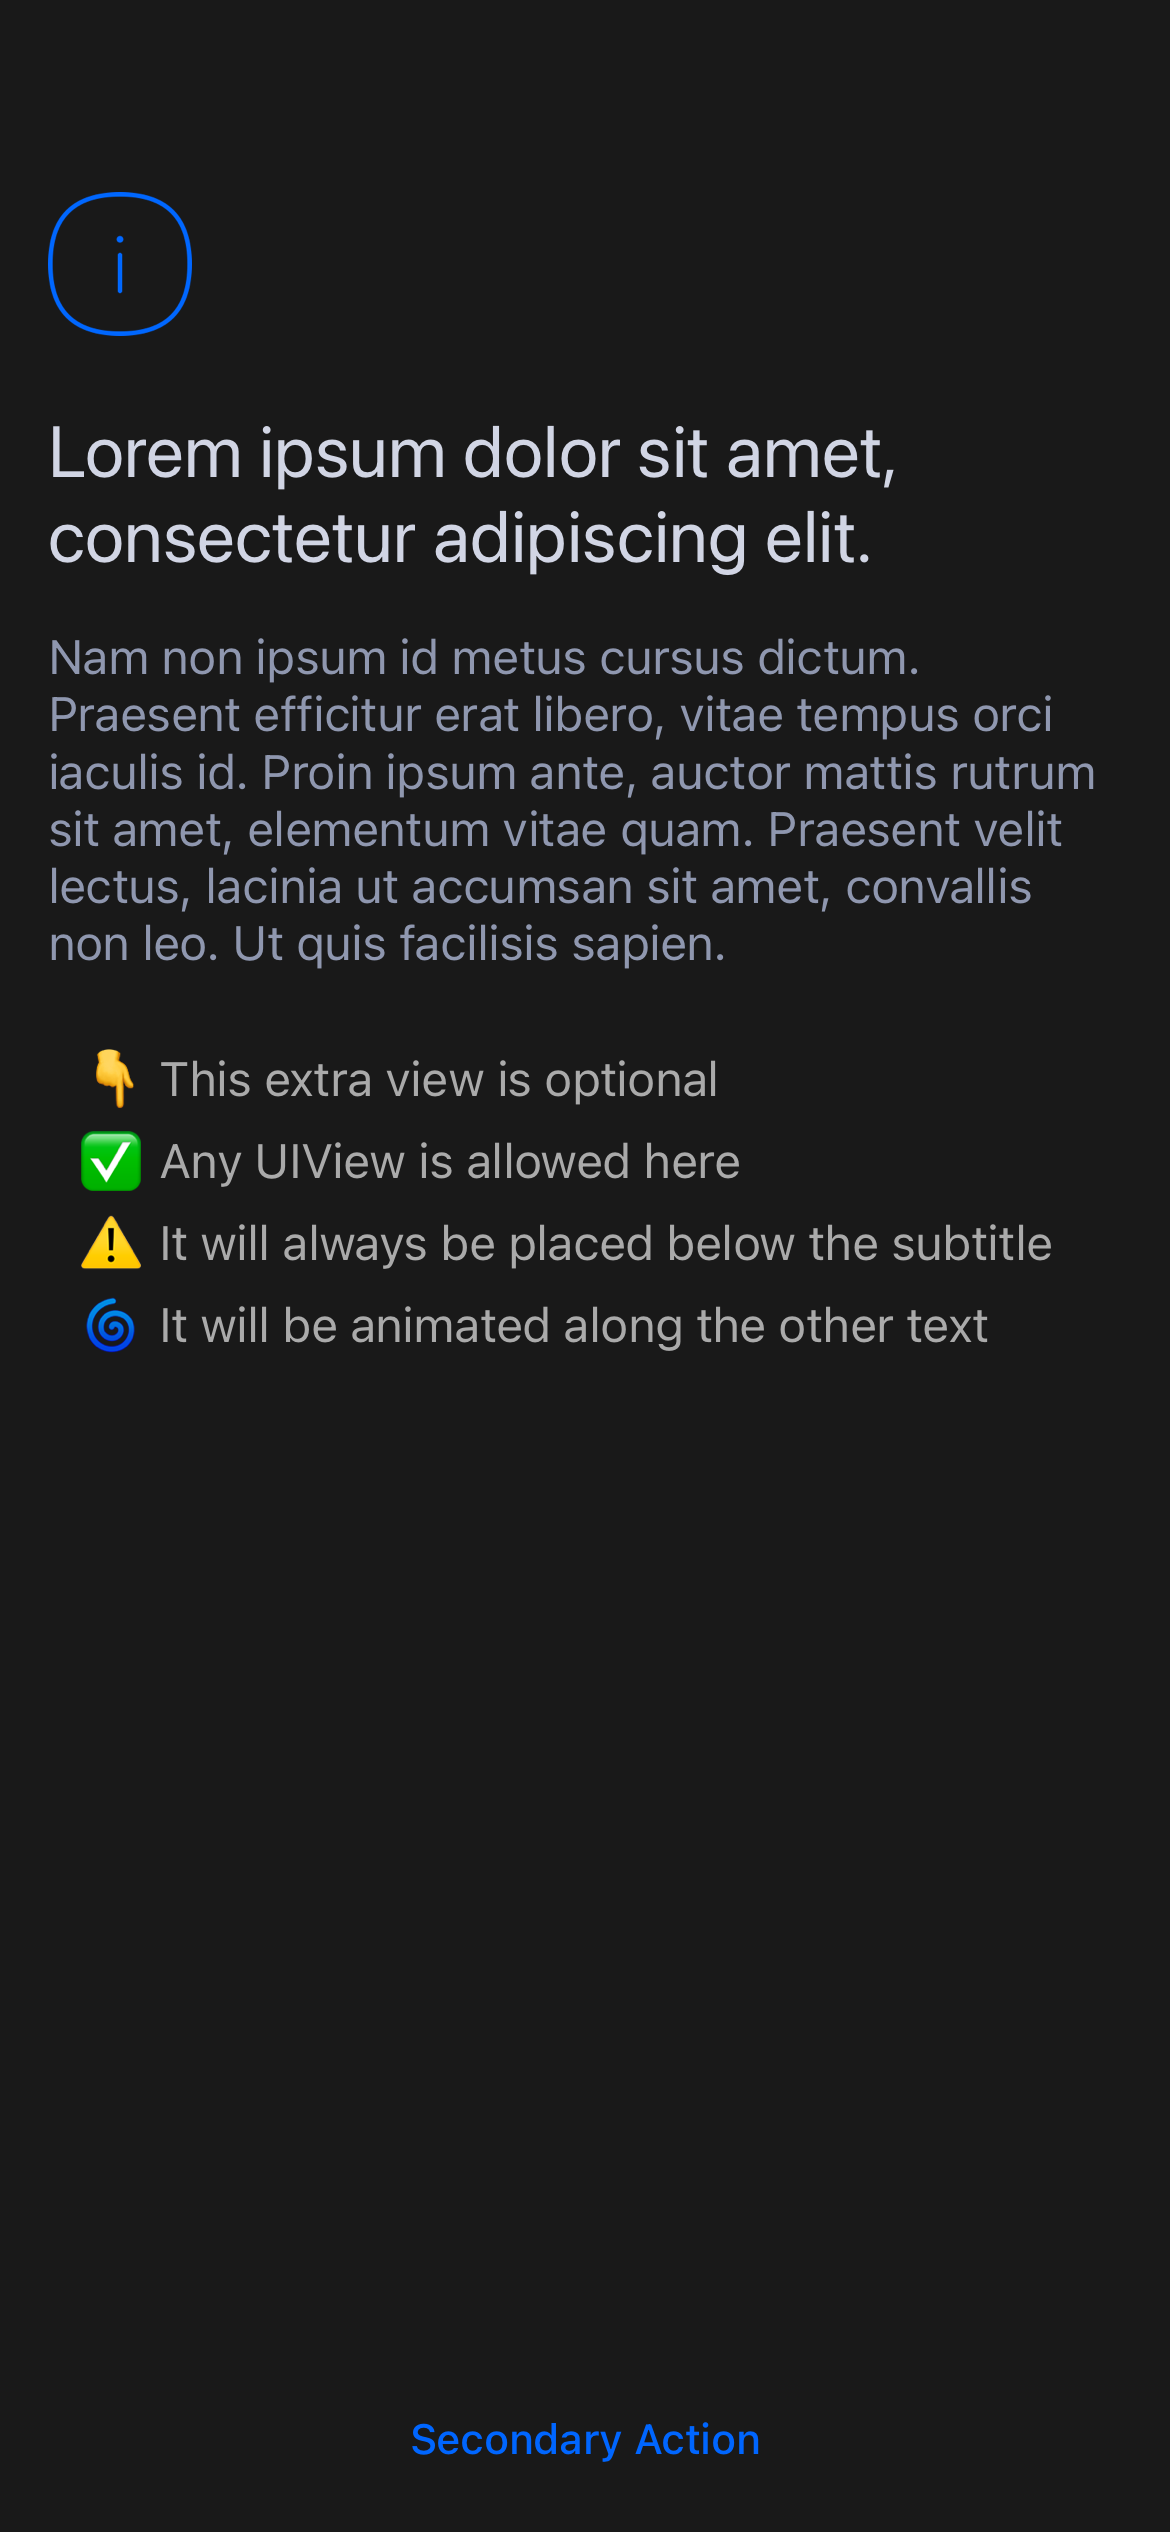 Lorem ipsum dolor sit amet,
consectetur adipiscing elit.
Nam non ipsum id metus cursus dictum.
Praesent efficitur erat libero, vitae tempus orci
iaculis id. Proin ipsum ante, auctor mattis rutrum
sit amet, elementum vitae quam. Praesent velit
lectus, lacinia ut accumsan sit amet, convallis
non leo. Ut quis facilisis sapien.
👇 This extra view is optional
✅ Any UIView is allowed here
⚠️ It will always be placed below the subtitle
🌀 It will be animated along the other text
Secondary Action